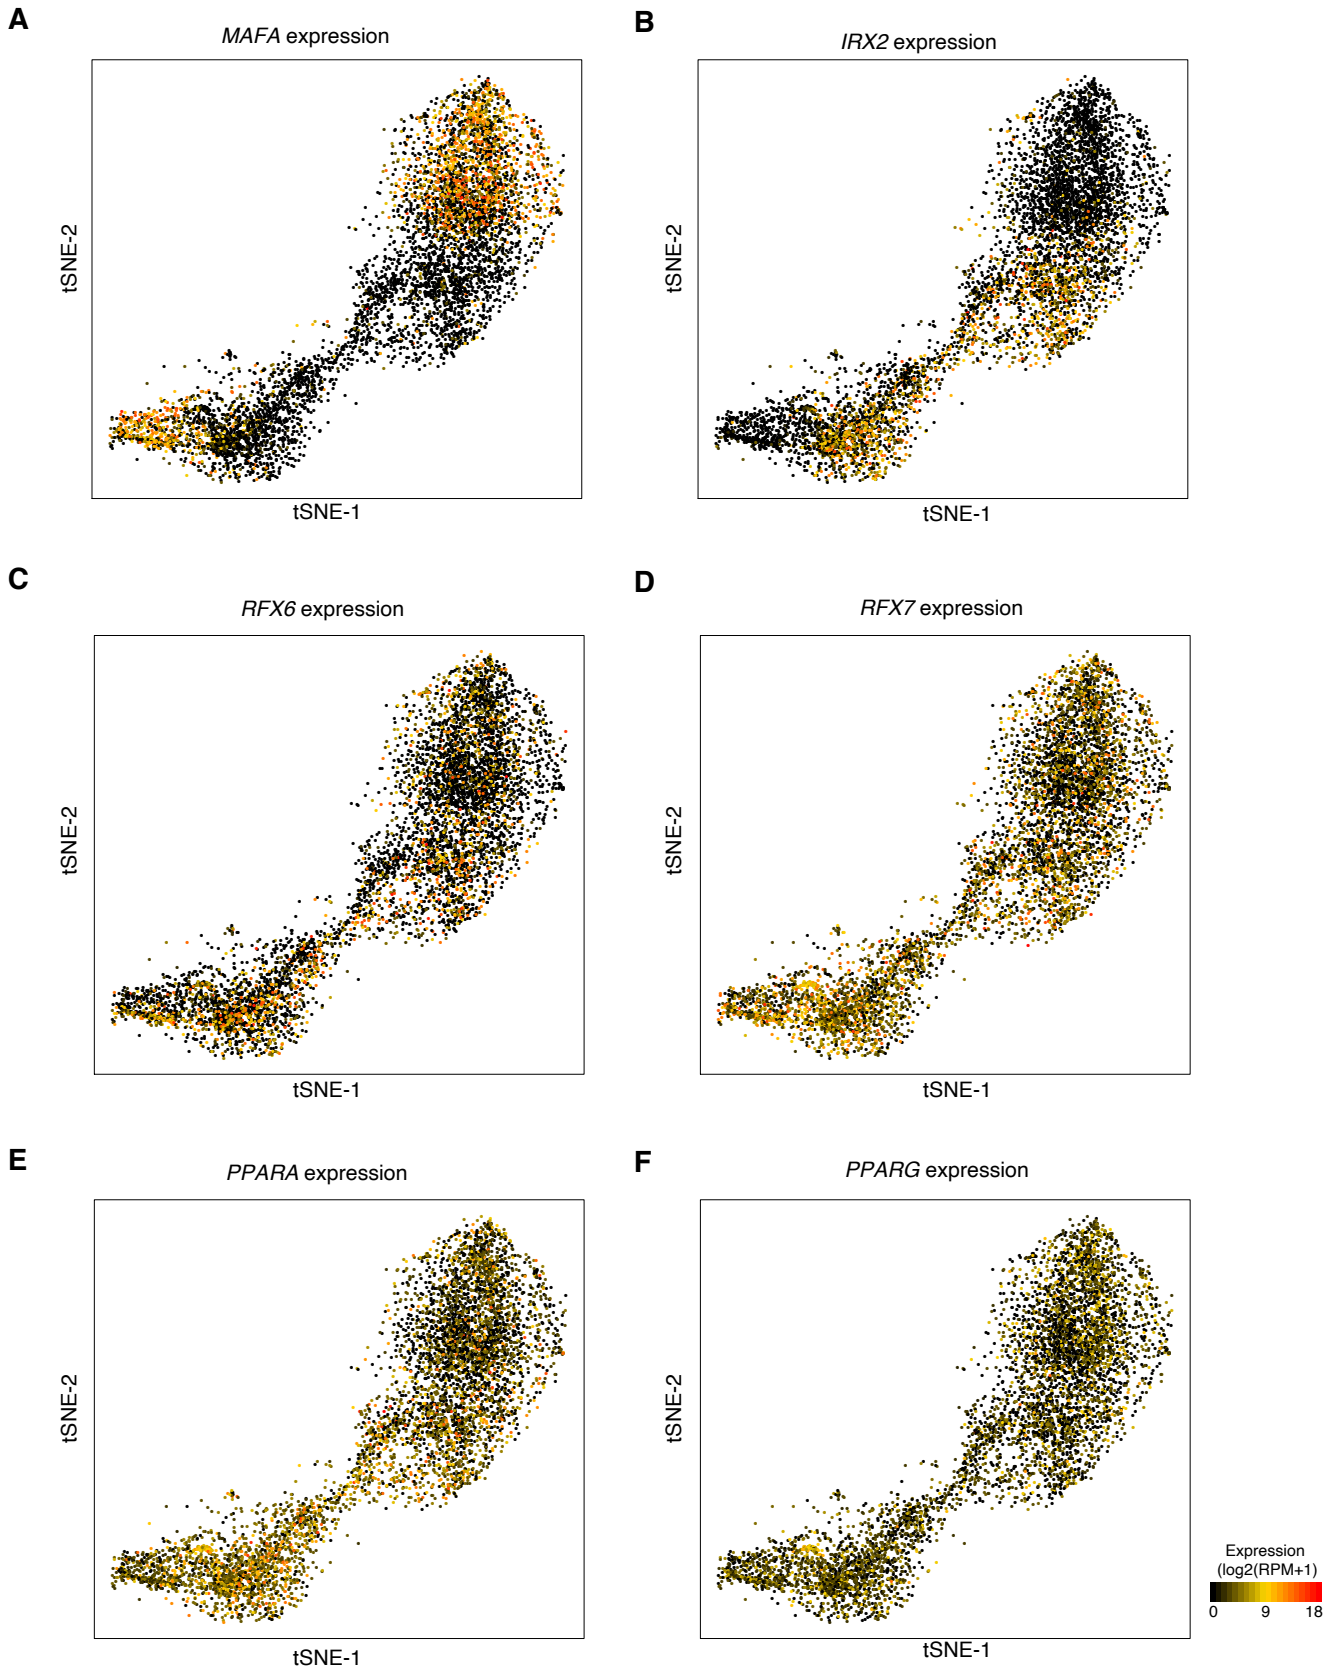 A
MAFA expression
tSNE-2
tSNE-1
B
IRX2 expression
tSNE-2
tSNE-1
C
RFX6 expression
tSNE-2
tSNE-1
D
RFX7 expression
tSNE-2
tSNE-1
E
PPARA expression
tSNE-2
tSNE-1
F
PPARG expression
tSNE-2
tSNE-1
Expression
(log2(RPM+1)
0 9 18